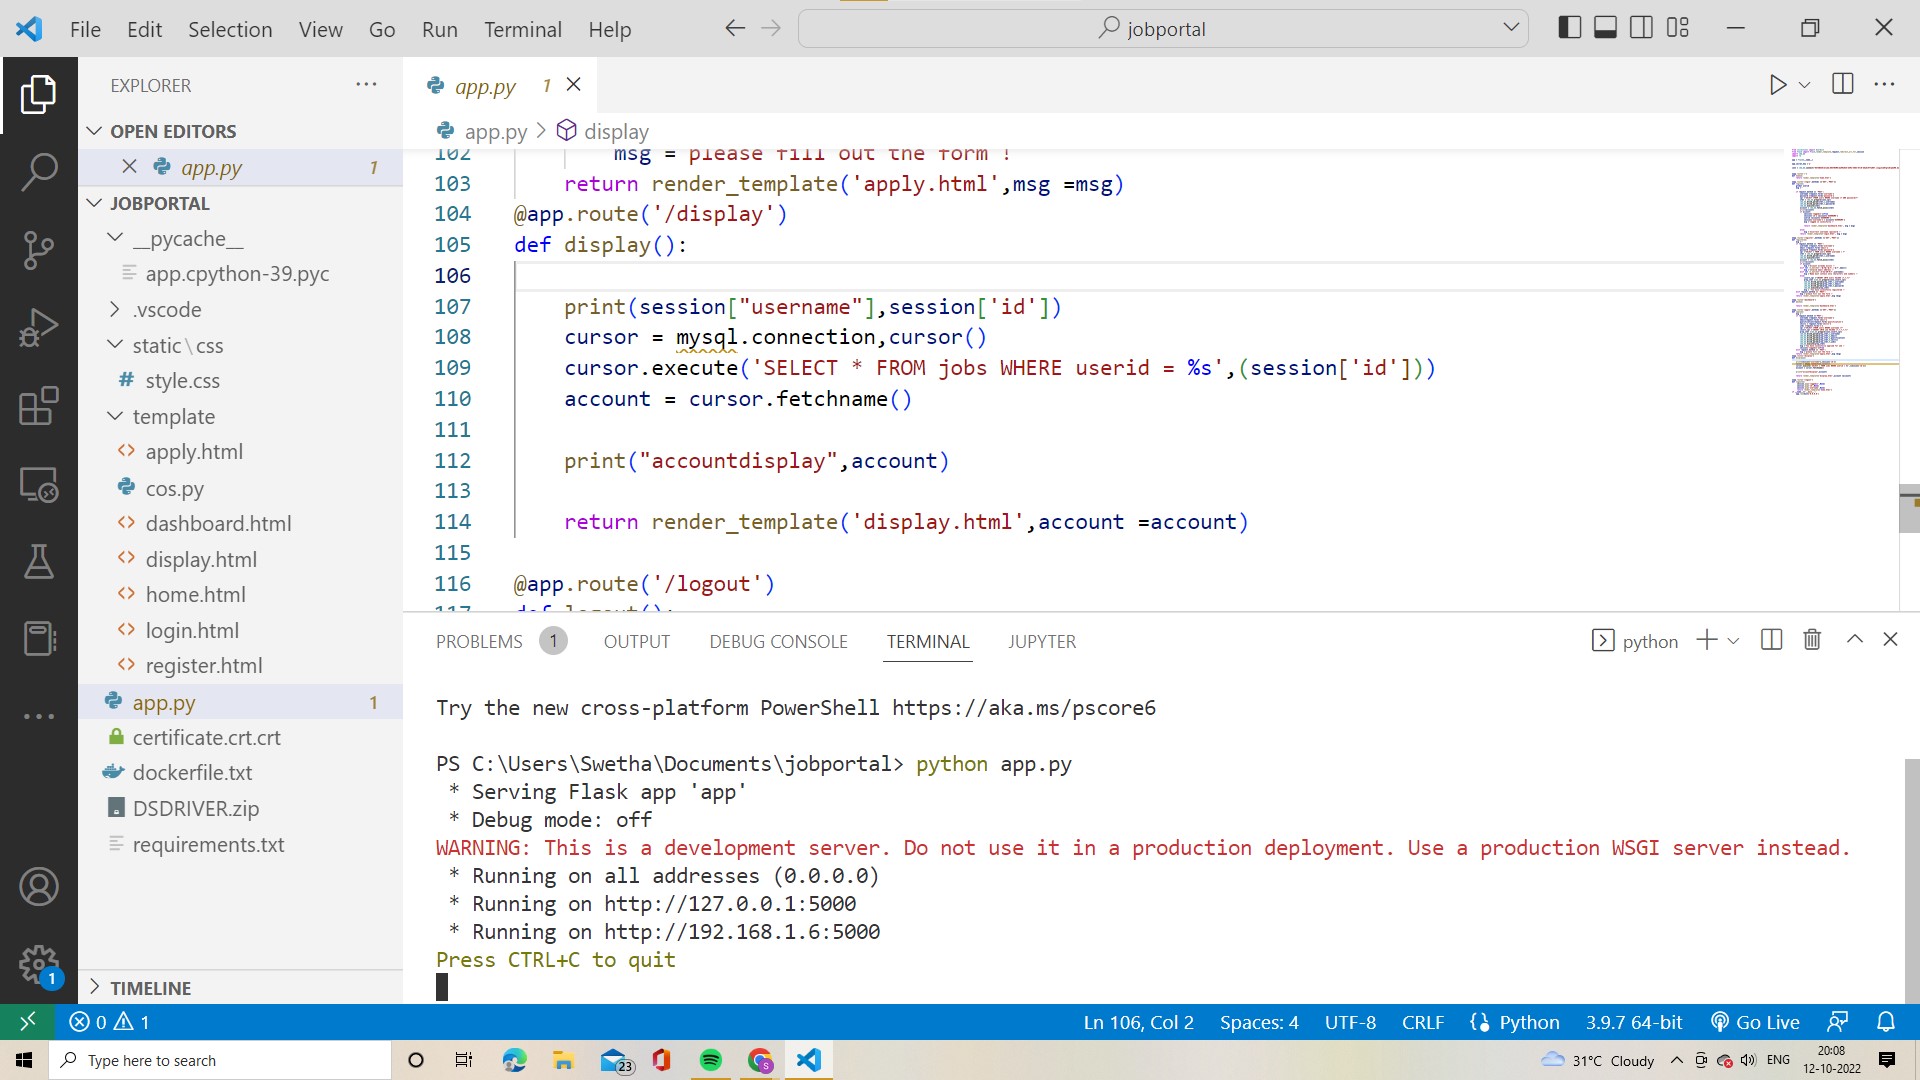 File Edit Selection View Go Run Terminal Help
jobportal
EXPLORER
OPEN EDITORS
app.py 1
JOBPORTAL
__pycache__
app.cpython-39.pyc
.vscode
static\css
style.css
template
apply.html
cos.py
dashboard.html
display.html
home.html
login.html
register.html
app.py 1
certificate.crt.crt
dockerfile.txt
DSDRIVER.zip
requirements.txt
TIMELINE
app.py 1
app.py > display
102 msg = please fill out the form !
103 return render_template('apply.html',msg =msg)
104 @app.route('/display')
105 def display():
106
107 print(session["username"],session['id'])
108 cursor = mysql.connection,cursor()
109 cursor.execute('SELECT * FROM jobs WHERE userid = %s',(session['id']))
110 account = cursor.fetchname()
111
112 print("accountdisplay",account)
113
114 return render_template('display.html',account =account)
115
116 @app.route('/logout')
117 def logout():
PROBLEMS 1 OUTPUT DEBUG CONSOLE TERMINAL JUPYTER
python
Try the new cross-platform PowerShell https://aka.ms/pscore6
PS C:\Users\Swetha\Documents\jobportal> python app.py
* Serving Flask app 'app'
* Debug mode: off
WARNING: This is a development server. Do not use it in a production deployment. Use a production WSGI server instead.
* Running on all addresses (0.0.0.0)
* Running on http://127.0.0.1:5000
* Running on http://192.168.1.6:5000
Press CTRL+C to quit
1
0 1
Ln 106, Col 2 Spaces: 4 UTF-8 CRLF Python 3.9.7 64-bit Go Live
Type here to search
23
S
31°C Cloudy ENG
20:08
12-10-2022